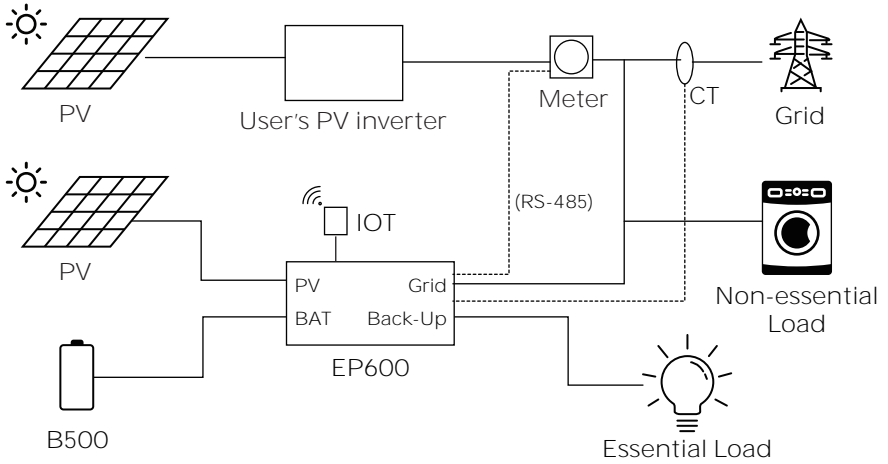 PV
User's PV inverter
Meter
CT
Grid
(RS-485)
IOT
PV
PV
Grid
BAT
Back-Up
EP600
Non-essential
Load
B500
Essential Load